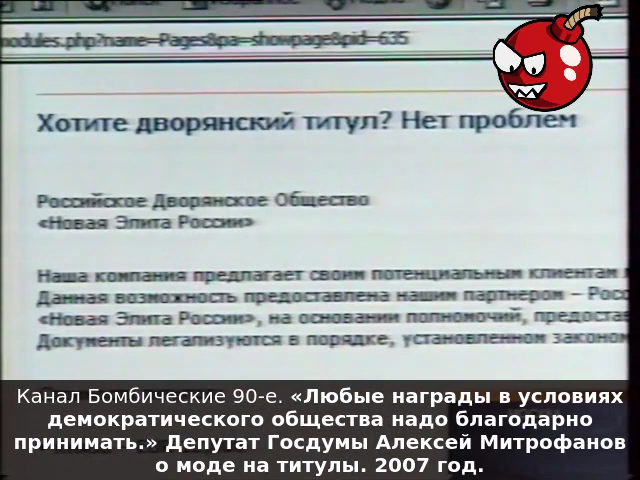 modules.php?name=Pages&pa=showpage&pid=635
Хотите дворянский титул? Нет проблем
Российское Дворянское Общество
«Новая Элита России»
Наша компания предлагает своим потенциальным клиентам
Данная возможность предоставлена нашим партнером –
«Новая Элита России», на основании полномочий,
Документы легализуются в порядке, установленном
Канал Бомбические 90-е. «Любые награды в условиях
демократического общества надо благодарно
принимать.» Депутат Госдумы Алексей Митрофанов
о моде на титулы. 2007 год.